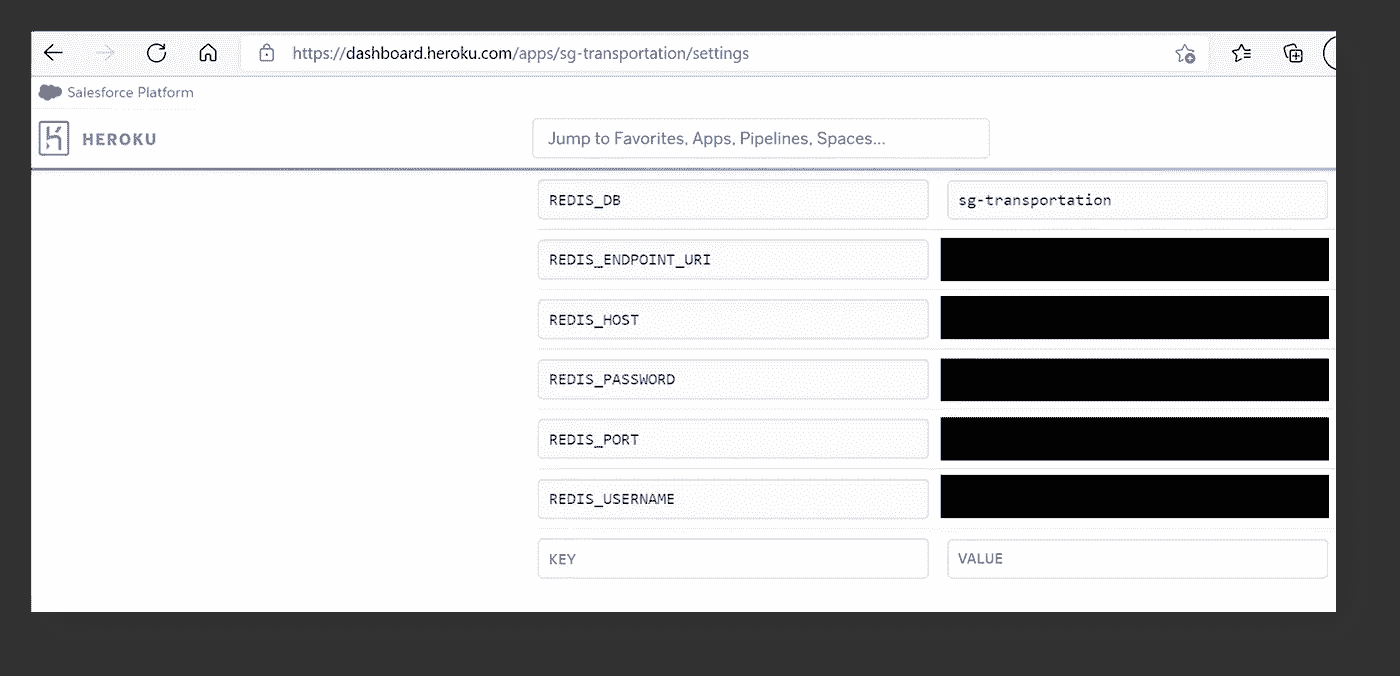 https://dashboard.heroku.com/apps/sg-transportation/settings
Salesforce Platform
HEROKU
Jump to Favorites, Apps, Pipelines, Spaces...
REDIS_DB sg-transportation
REDIS_ENDPOINT_URI
REDIS_HOST
REDIS_PASSWORD
REDIS_PORT
REDIS_USERNAME
KEY VALUE